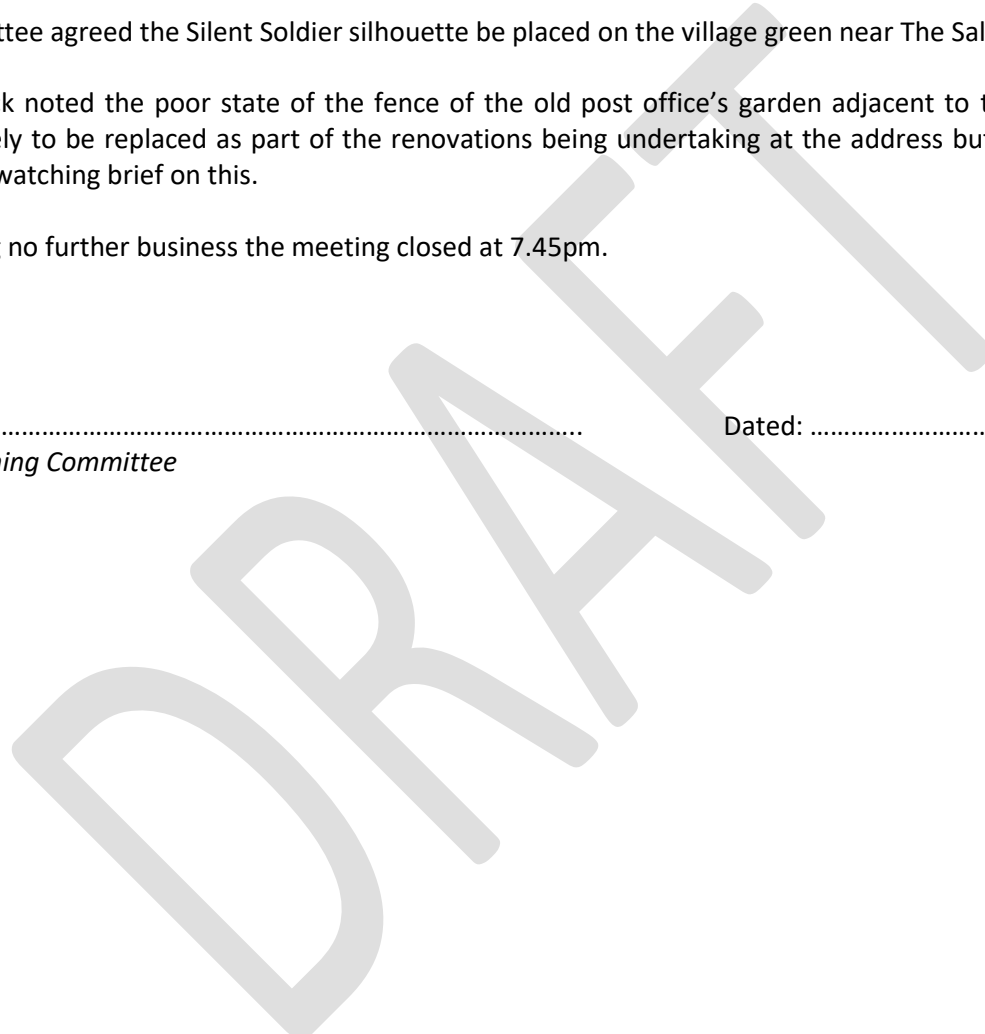 ttee agreed the Silent Soldier silhouette be placed on the village green near The Sal
k noted the poor state of the fence of the old post office’s garden adjacent to t
ely to be replaced as part of the renovations being undertaking at the address but
watching brief on this.
g no further business the meeting closed at 7.45pm.
……………………………………………………………………………. Dated: ……………………
ning Committee
DRAFT